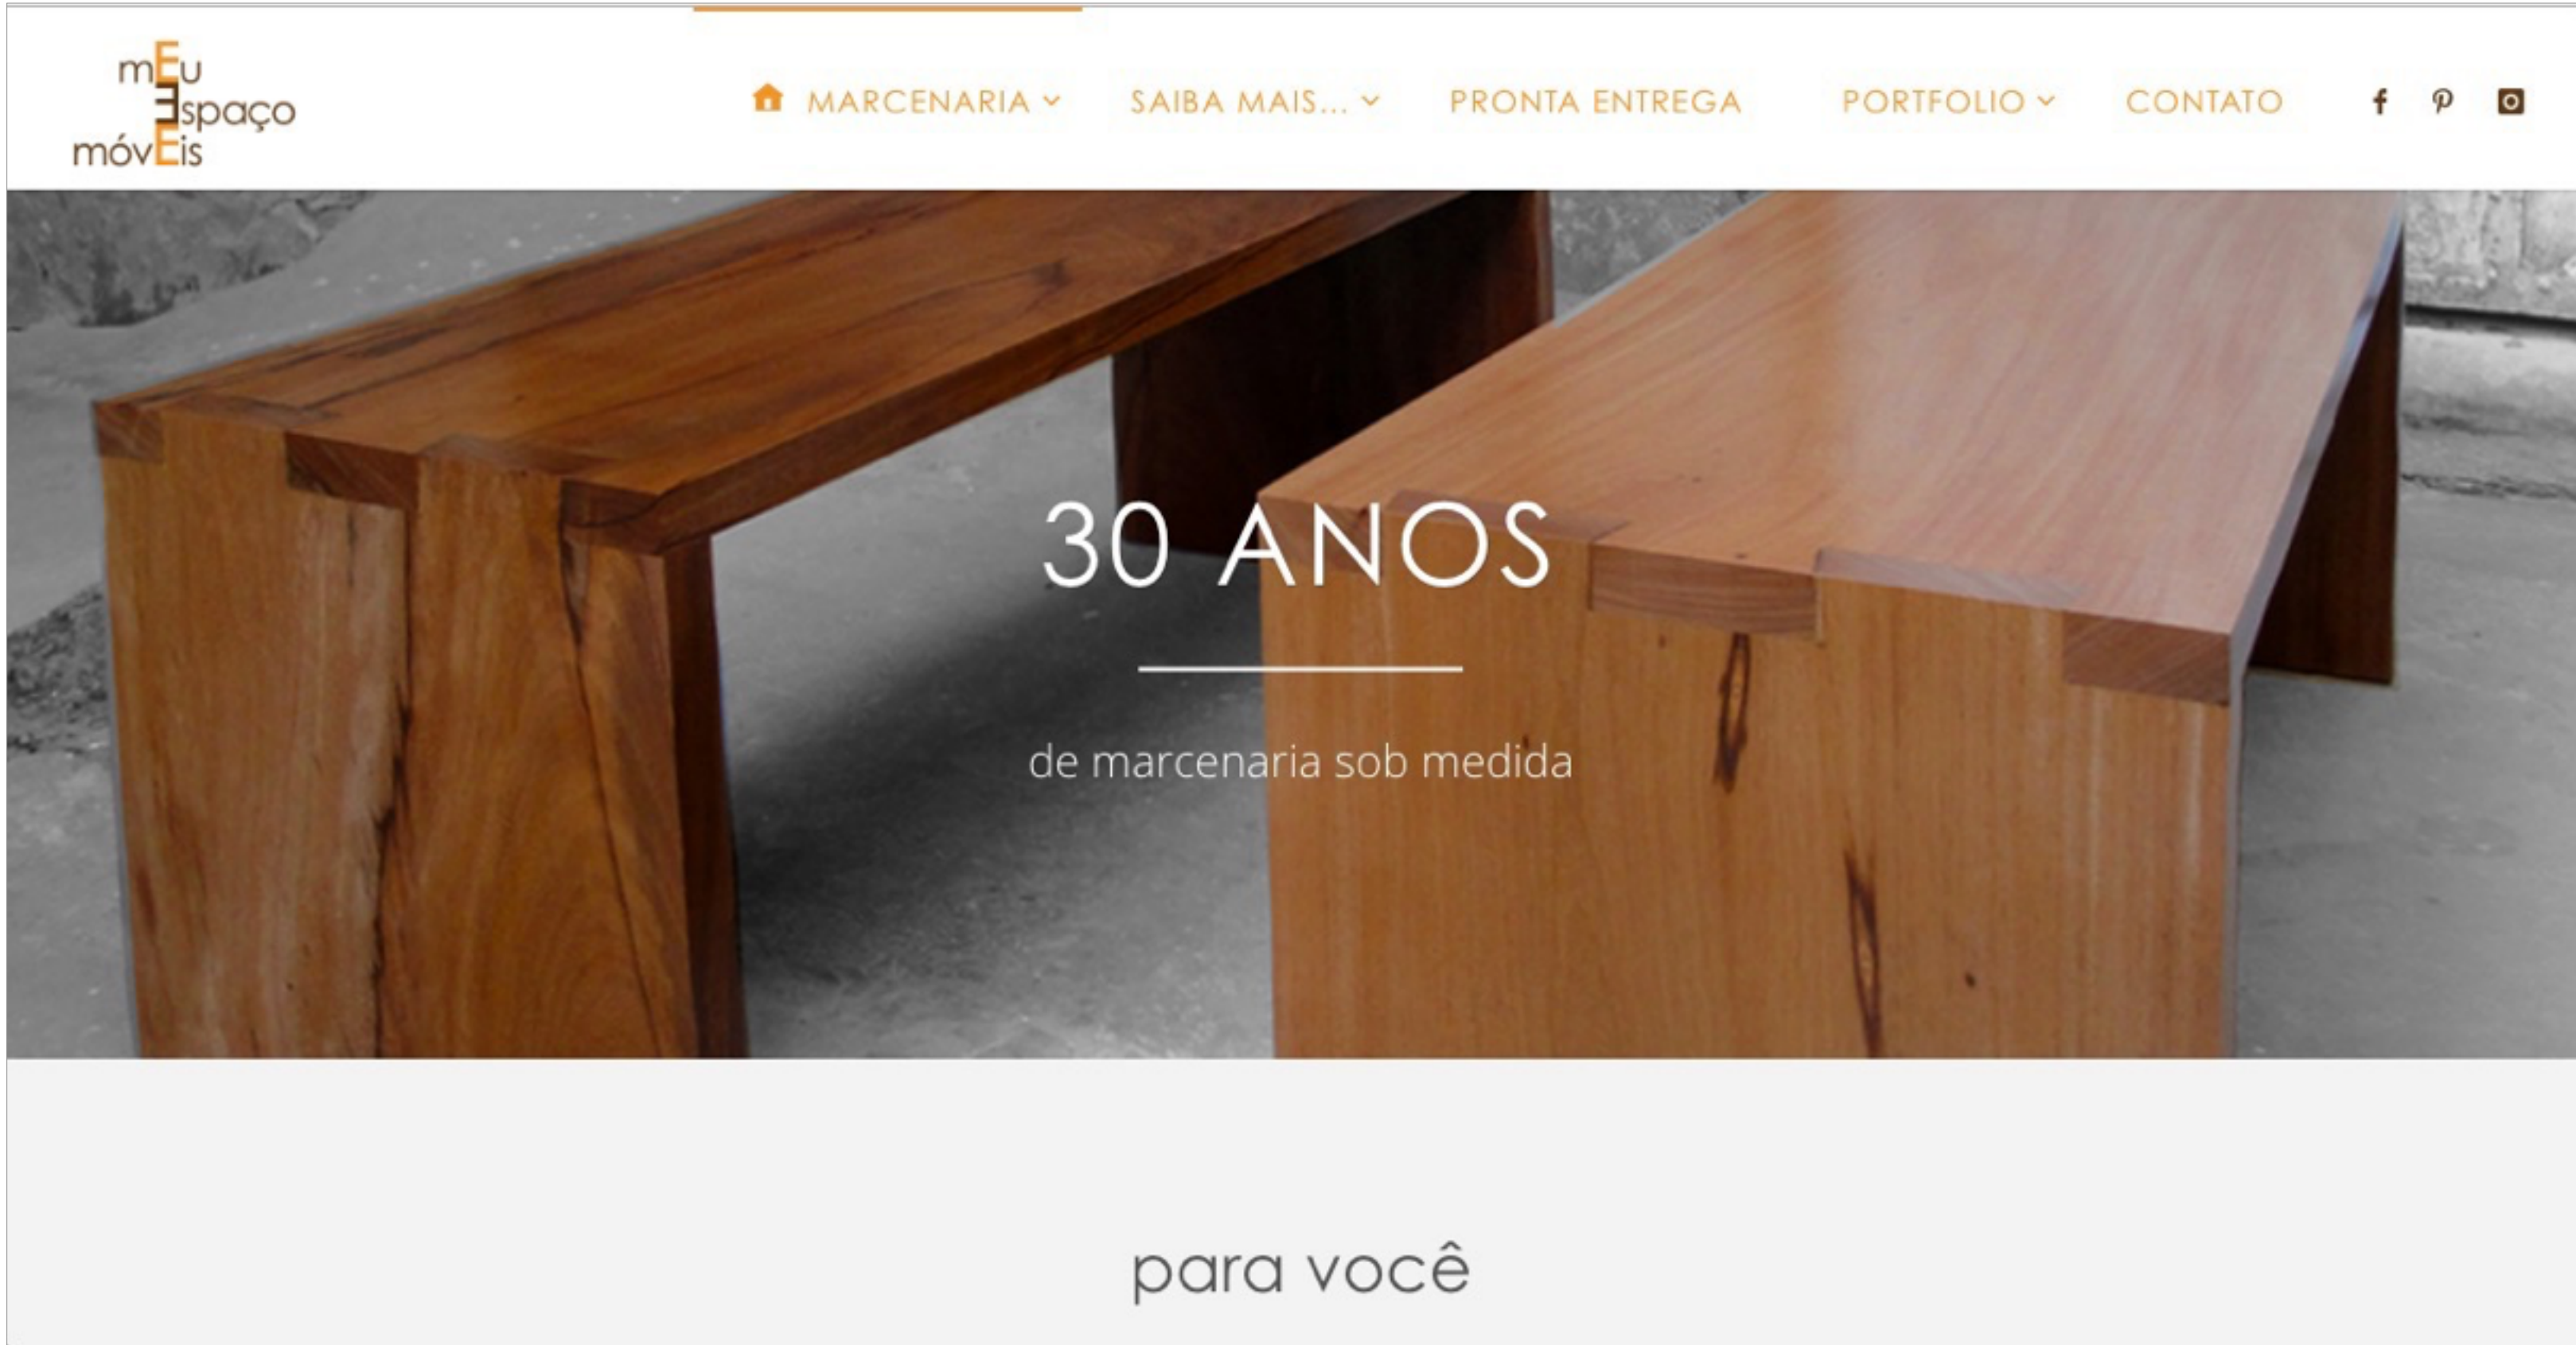 mEu
Espaço
móvEis
MARCENARIA
SAIBA MAIS...
PRONTA ENTREGA
PORTFOLIO
CONTATO
30 ANOS
de marcenaria sob medida
para você